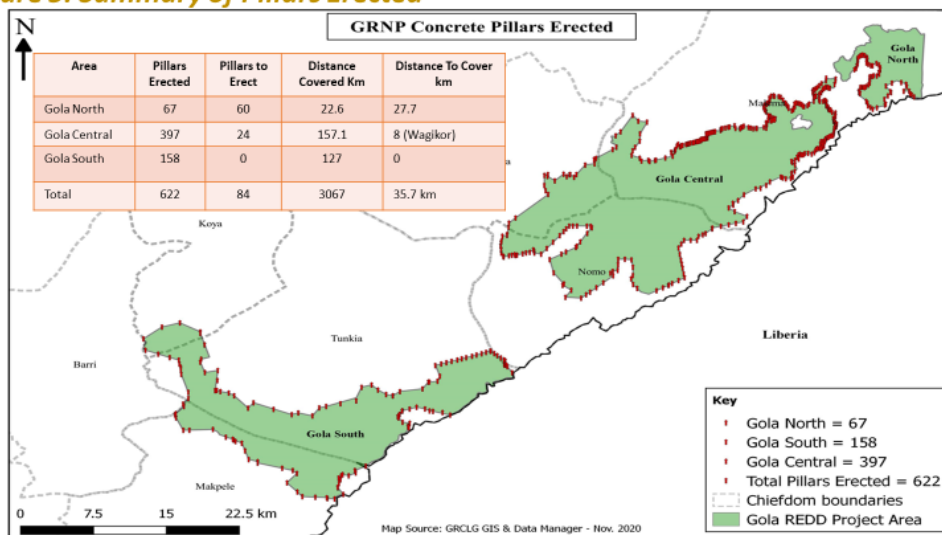 Summary of Pillars Erected
GRNP Concrete Pillars Erected
N
Area Pillars Erected Pillars to Erect Distance Covered Km Distance To Cover km
Gola North 67 60 22.6 27.7
Gola Central 397 24 157.1 8 (Wagikor)
Gola South 158 0 127 0
Total 622 84 3067 35.7 km
Gola North
Gola Central
Koya
Nomo
Tunkia
Liberia
Barri
Gola South
Makpele
Key
Gola North = 67
Gola South = 158
Gola Central = 397
Total Pillars Erected = 622
Chiefdom boundaries
Gola REDD Project Area
0 7.5 15 22.5 km
Map Source: GRCLG GIS & Data Manager - Nov. 2020